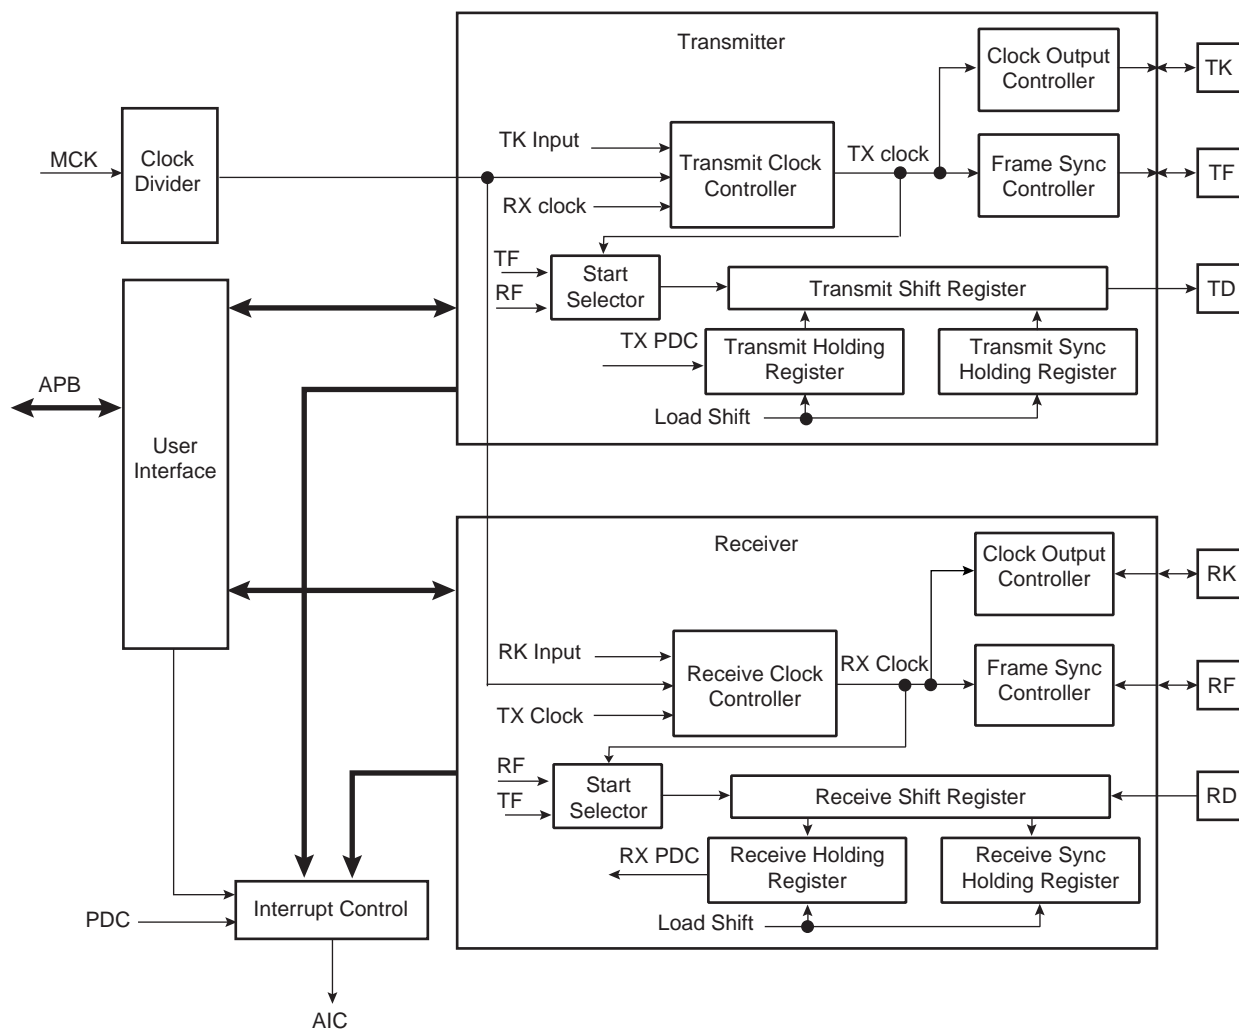 Transmitter
Clock Output
Controller
TK
MCK
Clock
Divider
TK Input
Transmit Clock
Controller
TX clock
Frame Sync
Controller
TF
RX clock
TF
RF
Start
Selector
Transmit Shift Register
TD
TX PDC
Transmit Holding
Register
Transmit Sync
Holding Register
Load Shift
APB
User
Interface
Receiver
Clock Output
Controller
RK
RK Input
Receive Clock
Controller
RX Clock
Frame Sync
Controller
RF
TX Clock
RF
TF
Start
Selector
Receive Shift Register
RD
RX PDC
Receive Holding
Register
Receive Sync
Holding Register
Load Shift
PDC
Interrupt Control
AIC